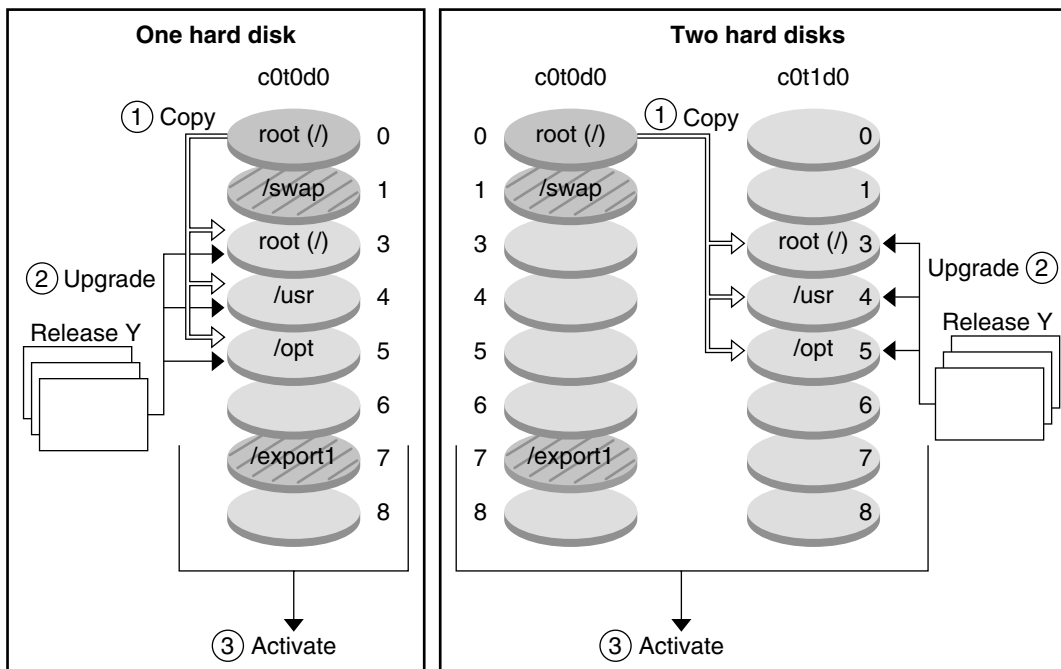 One hard disk
c0t0d0
1 Copy
root (/) 0
/swap 1
root (/) 3
2 Upgrade
/usr 4
Release Y
/opt 5
6
/export1 7
8
3 Activate
Two hard disks
c0t0d0 c0t1d0
1 Copy
0 root (/) 0
1 /swap 1
3 root (/) 3
Upgrade 2
4 /usr 4
Release Y
5 /opt 5
6 6
7 /export1 7
8 8
3 Activate